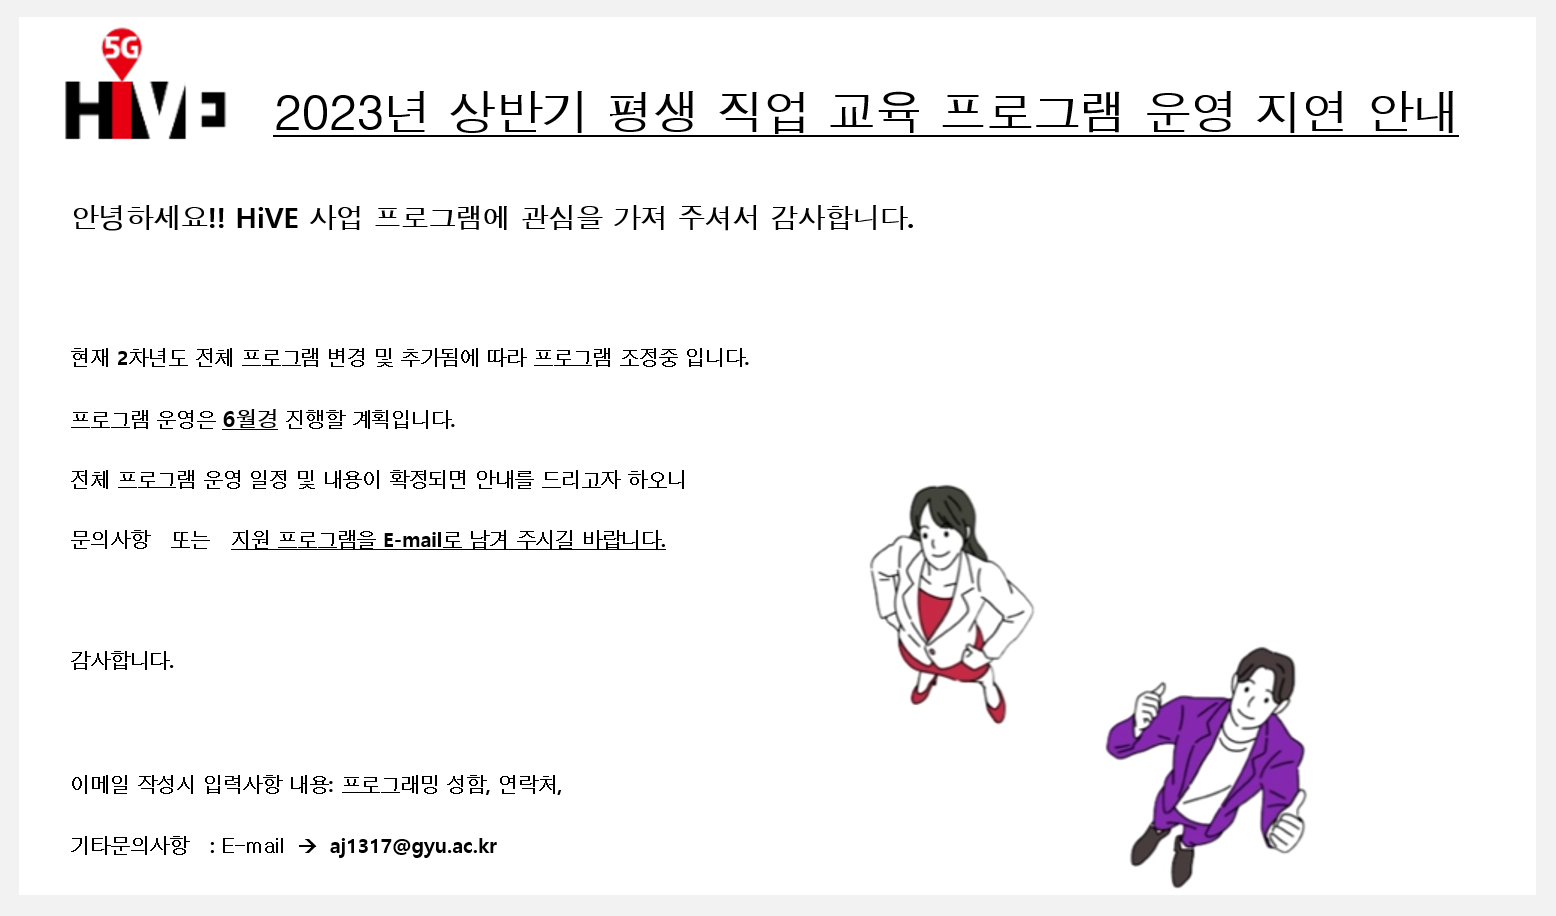 5G
HiVE
2023년 상반기 평생 직업 교육 프로그램 운영 지연 안내
안녕하세요!! HiVE 사업 프로그램에 관심을 가져 주셔서 감사합니다.
현재 2차년도 전체 프로그램 변경 및 추가됨에 따라 프로그램 조정중 입니다.
프로그램 운영은 6월경 진행할 계획입니다.
전체 프로그램 운영 일정 및 내용이 확정되면 안내를 드리고자 하오니
문의사항 또는 지원 프로그램을 E-mail로 남겨 주시길 바랍니다.
감사합니다.
이메일 작성시 입력사항 내용: 프로그래밍 성함, 연락처,
기타문의사항 : E-mail → aj1317@gyu.ac.kr